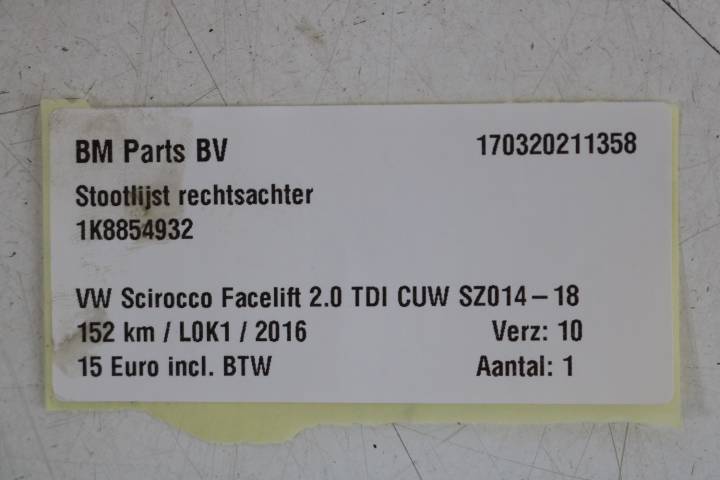 BM Parts BV 170320211358
Stootlijst rechtsachter
1K8854932
VW Scirocco Facelift 2.0 TDI CUW SZ014-18
152 km / L0K1 / 2016 Verz: 10
15 Euro incl. BTW Aantal: 1